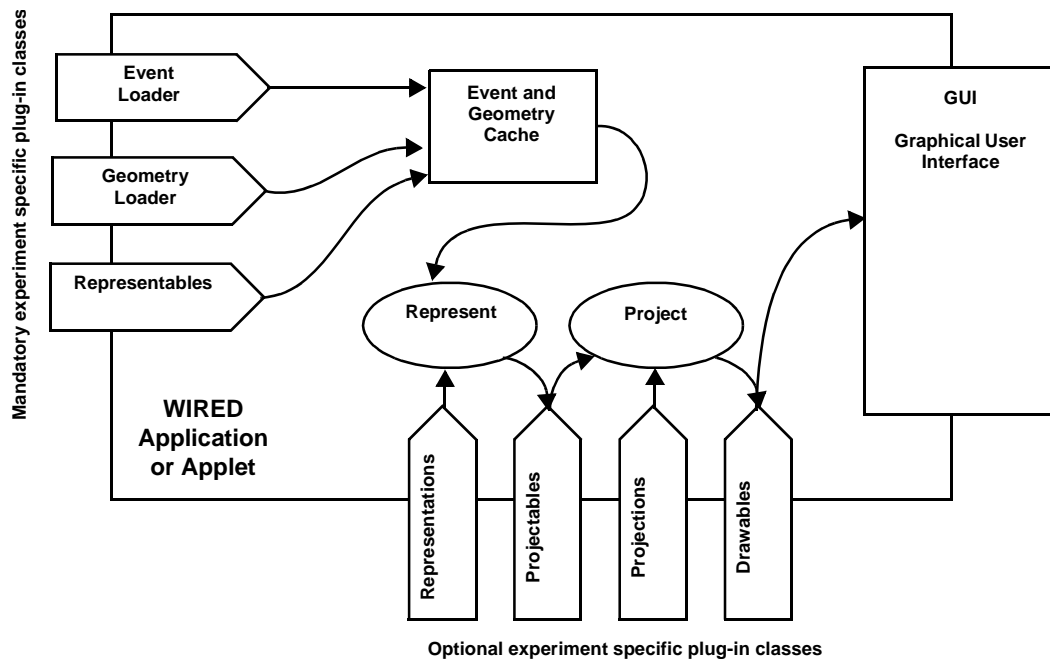 Mandatory experiment specific plug-in classes
Event
Loader
Geometry
Loader
Representables
Event and
Geometry
Cache
GUI
Graphical User
Interface
Represent
Project
WIRED
Application
or Applet
Representations
Projectables
Projections
Drawables
Optional experiment specific plug-in classes